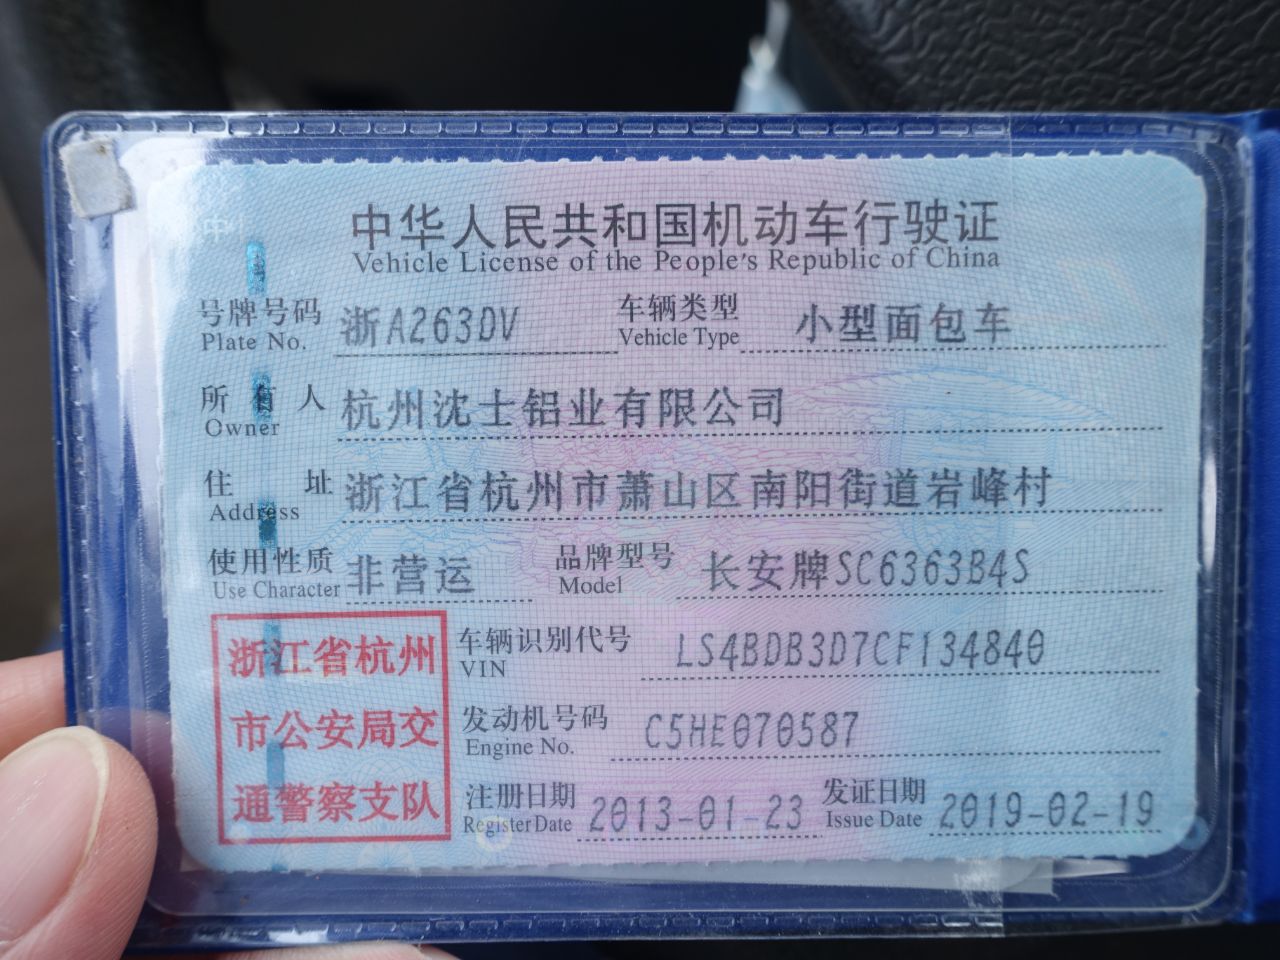 中华人民共和国机动车行驶证
Vehicle License of the People's Republic of China
号牌号码 浙A263DV 车辆类型 小型面包车
Plate No. Vehicle Type
所有人 杭州沈士铝业有限公司
Owner
住址 浙江省杭州市萧山区南阳街道岩峰村
Address
使用性质 非营运 品牌型号 长安牌SC6363B4S
Use Character Model
浙江省杭州
市公安局交
通警察支队
车辆识别代号 LS4BDB3D7CF134840
VIN
发动机号码 C5HE070587
Engine No.
注册日期 2013-01-23 发证日期 2019-02-19
Register Date Issue Date